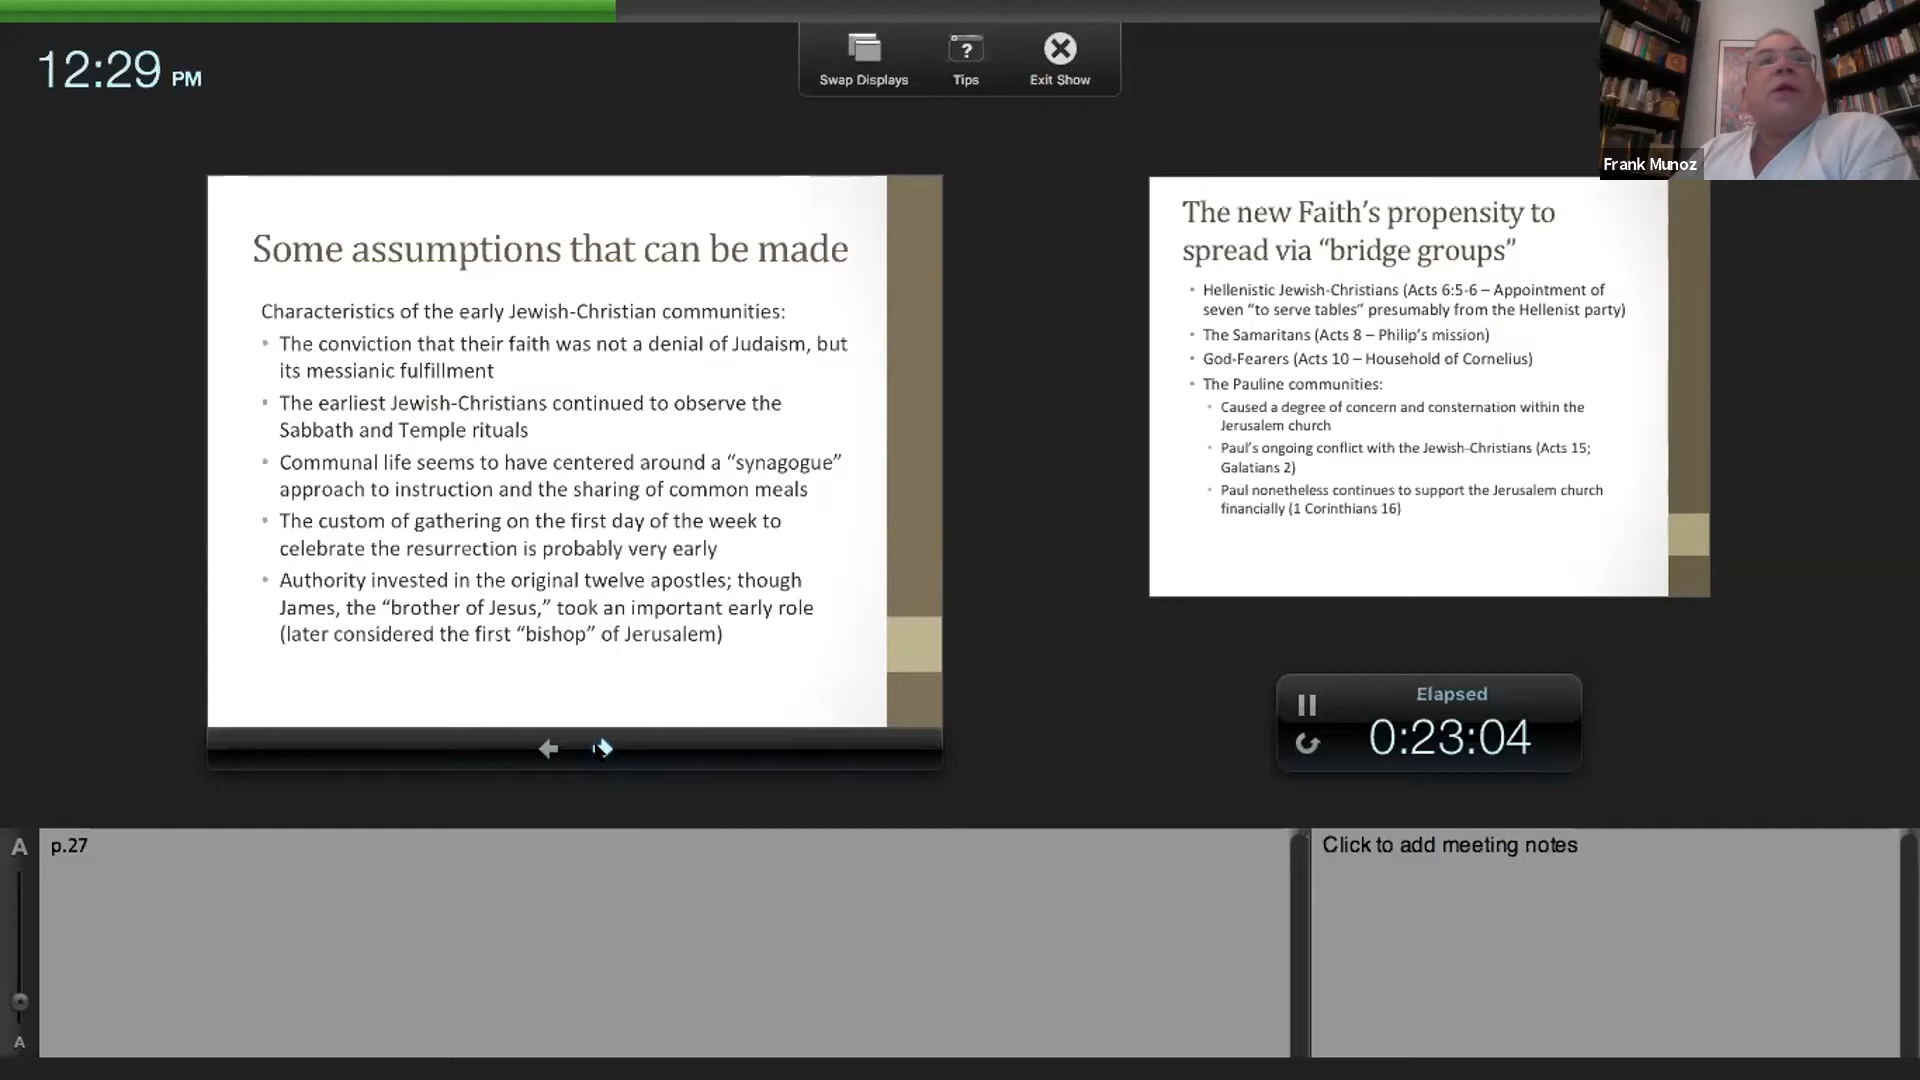 12:29 PM
Swap Displays
Tips
Exit Show
Frank Munoz
Some assumptions that can be made
Characteristics of the early Jewish-Christian communities:
• The conviction that their faith was not a denial of Judaism, but
its messianic fulfillment
• The earliest Jewish-Christians continued to observe the
Sabbath and Temple rituals
• Communal life seems to have centered around a “synagogue”
approach to instruction and the sharing of common meals
• The custom of gathering on the first day of the week to
celebrate the resurrection is probably very early
• Authority invested in the original twelve apostles; though
James, the “brother of Jesus,” took an important early role
(later considered the first “bishop” of Jerusalem)
The new Faith’s propensity to
spread via “bridge groups”
• Hellenistic Jewish-Christians (Acts 6:5-6 – Appointment of
seven “to serve tables” presumably from the Hellenist party)
• The Samaritans (Acts 8 – Philip’s mission)
• God-Fearers (Acts 10 – Household of Cornelius)
• The Pauline communities:
• Caused a degree of concern and consternation within the
Jerusalem church
• Paul’s ongoing conflict with the Jewish-Christians (Acts 15;
Galatians 2)
• Paul nonetheless continues to support the Jerusalem church
financially (1 Corinthians 16)
Elapsed
0:23:04
A
p.27
A
Click to add meeting notes